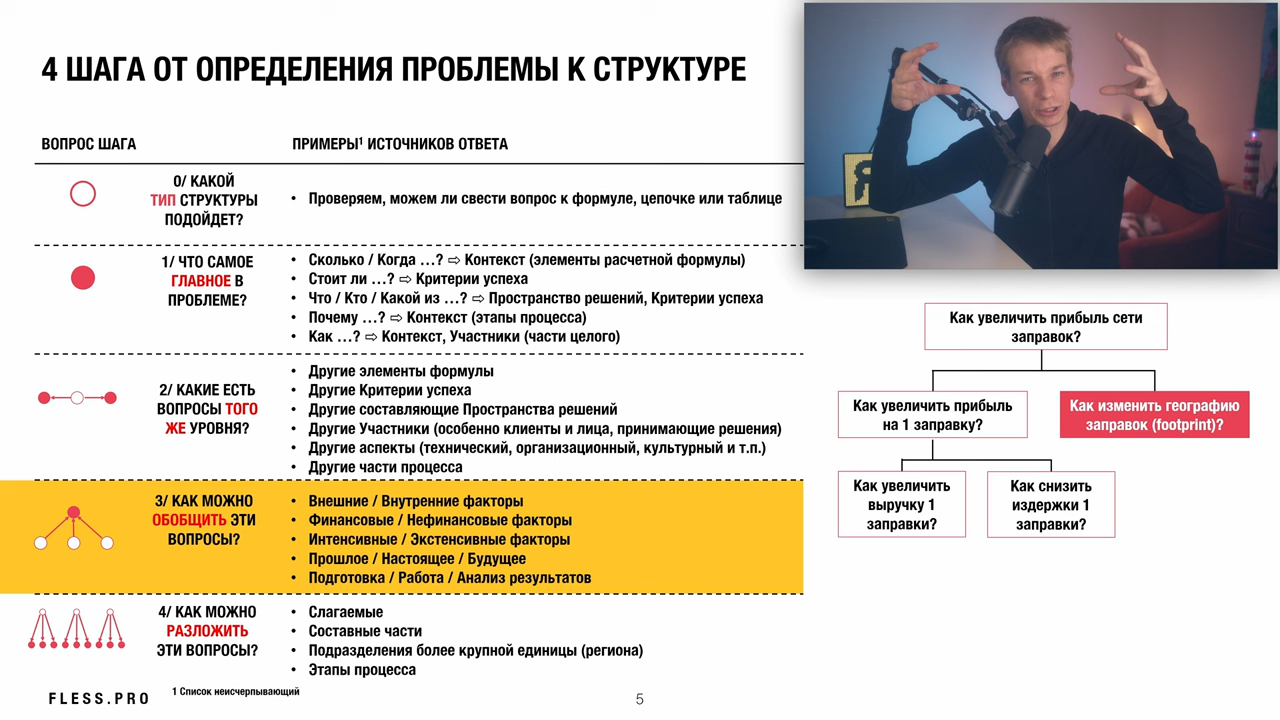 4 ШАГА ОТ ОПРЕДЕЛЕНИЯ ПРОБЛЕМЫ К СТРУКТУРЕ
ВОПРОС ШАГА
ПРИМЕРЫ¹ ИСТОЧНИКОВ ОТВЕТА
0/ КАКОЙ
ТИП СТРУКТУРЫ
ПОДОЙДЕТ?
• Проверяем, можем ли свести вопрос к формуле, цепочке или таблице
1/ ЧТО САМОЕ
ГЛАВНОЕ В
ПРОБЛЕМЕ?
• Сколько / Когда …? ⇨ Контекст (элементы расчетной формулы)
• Стоит ли …? ⇨ Критерии успеха
• Что / Кто / Какой из …? ⇨ Пространство решений, Критерии успеха
• Почему …? ⇨ Контекст (этапы процесса)
• Как …? ⇨ Контекст, Участники (части целого)
2/ КАКИЕ ЕСТЬ
ВОПРОСЫ ТОГО
ЖЕ УРОВНЯ?
• Другие элементы формулы
• Другие Критерии успеха
• Другие составляющие Пространства решений
• Другие Участники (особенно клиенты и лица, принимающие решения)
• Другие аспекты (технический, организационный, культурный и т.п.)
• Другие части процесса
3/ КАК МОЖНО
ОБОБЩИТЬ ЭТИ
ВОПРОСЫ?
• Внешние / Внутренние факторы
• Финансовые / Нефинансовые факторы
• Интенсивные / Экстенсивные факторы
• Прошлое / Настоящее / Будущее
• Подготовка / Работа / Анализ результатов
4/ КАК МОЖНО
РАЗЛОЖИТЬ
ЭТИ ВОПРОСЫ?
• Слагаемые
• Составные части
• Подразделения более крупной единицы (региона)
• Этапы процесса
Как увеличить прибыль сети
заправок?
Как увеличить прибыль
на 1 заправку?
Как изменить географию
заправок (footprint)?
Как увеличить
выручку 1
заправки?
Как снизить
издержки 1
заправки?
FLESS.PRO
1 Список неисчерпывающий
5